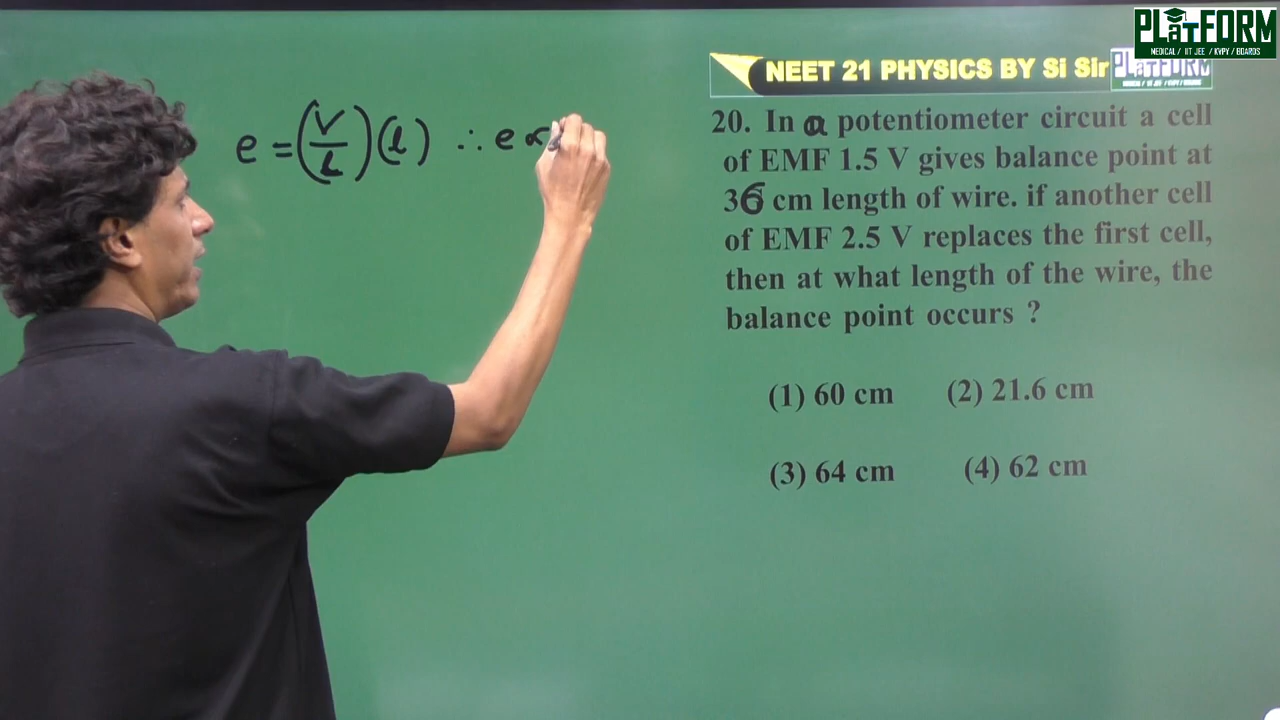 PLaTFORM
MEDICAL / IIT JEE / KVPY / BOARDS
NEET 21 PHYSICS BY Si Sir
PLaTFORM
e = (V/L)(l) ∴ e ∝
20. In a potentiometer circuit a cell
of EMF 1.5 V gives balance point at
36 cm length of wire. if another cell
of EMF 2.5 V replaces the first cell,
then at what length of the wire, the
balance point occurs ?
(1) 60 cm (2) 21.6 cm
(3) 64 cm (4) 62 cm